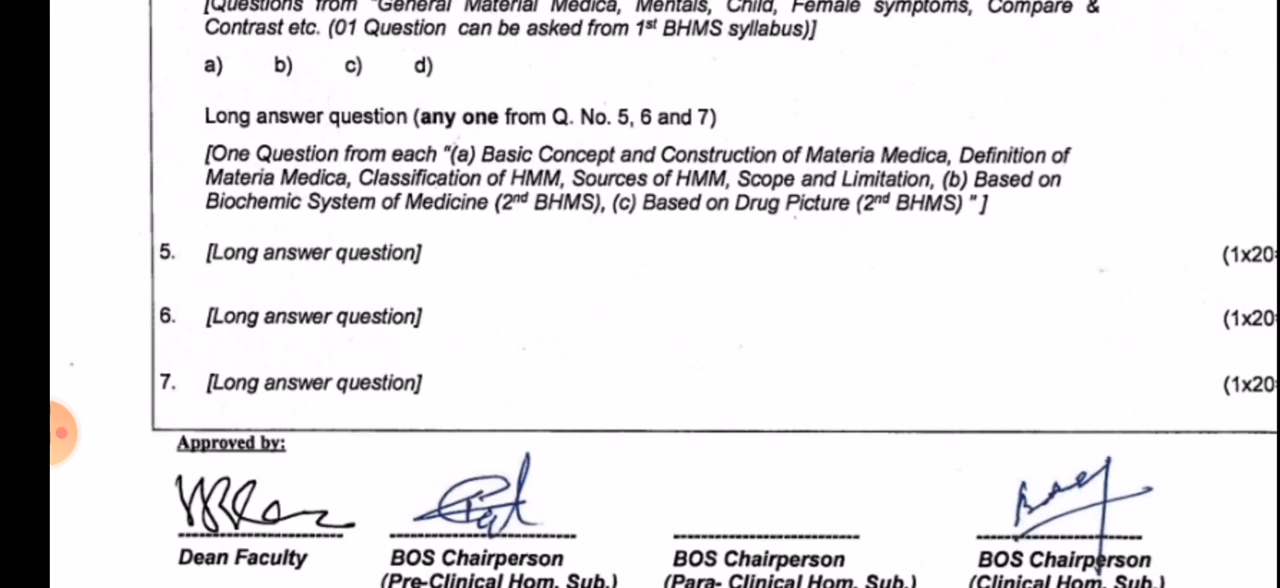 [Questions from "General Material Medica, Mentals, Child, Female symptoms, Compare &
Contrast etc. (01 Question can be asked from 1st BHMS syllabus)]
a) b) c) d)
Long answer question (any one from Q. No. 5, 6 and 7)
[One Question from each "(a) Basic Concept and Construction of Materia Medica, Definition of
Materia Medica, Classification of HMM, Sources of HMM, Scope and Limitation, (b) Based on
Biochemic System of Medicine (2nd BHMS), (c) Based on Drug Picture (2nd BHMS) "]
5. [Long answer question] (1x20=
6. [Long answer question] (1x20
7. [Long answer question] (1x20
Approved by:
Dean Faculty BOS Chairperson BOS Chairperson BOS Chairperson
(Pre-Clinical Hom. Sub.) (Para- Clinical Hom. Sub.) (Clinical Hom. Sub.)